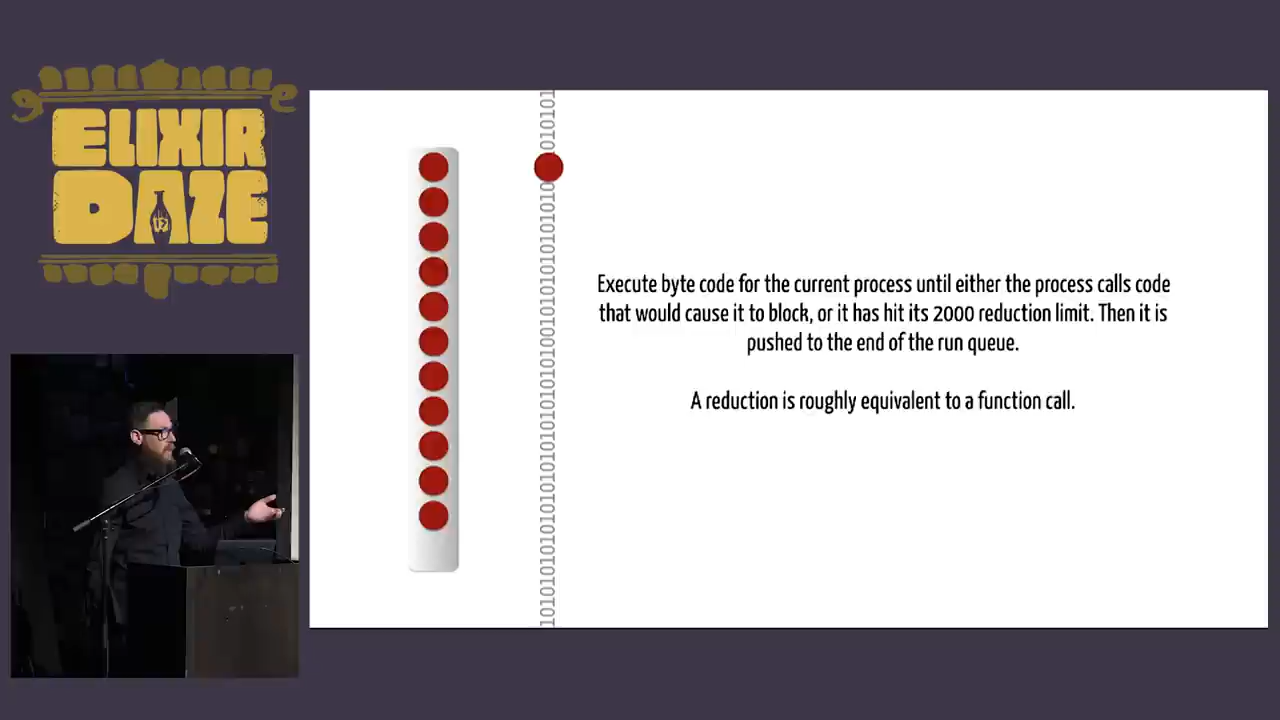 ELIXIR
DAZE
Execute byte code for the current process until either the process calls code
that would cause it to block, or it has hit its 2000 reduction limit. Then it is
pushed to the end of the run queue.
A reduction is roughly equivalent to a function call.